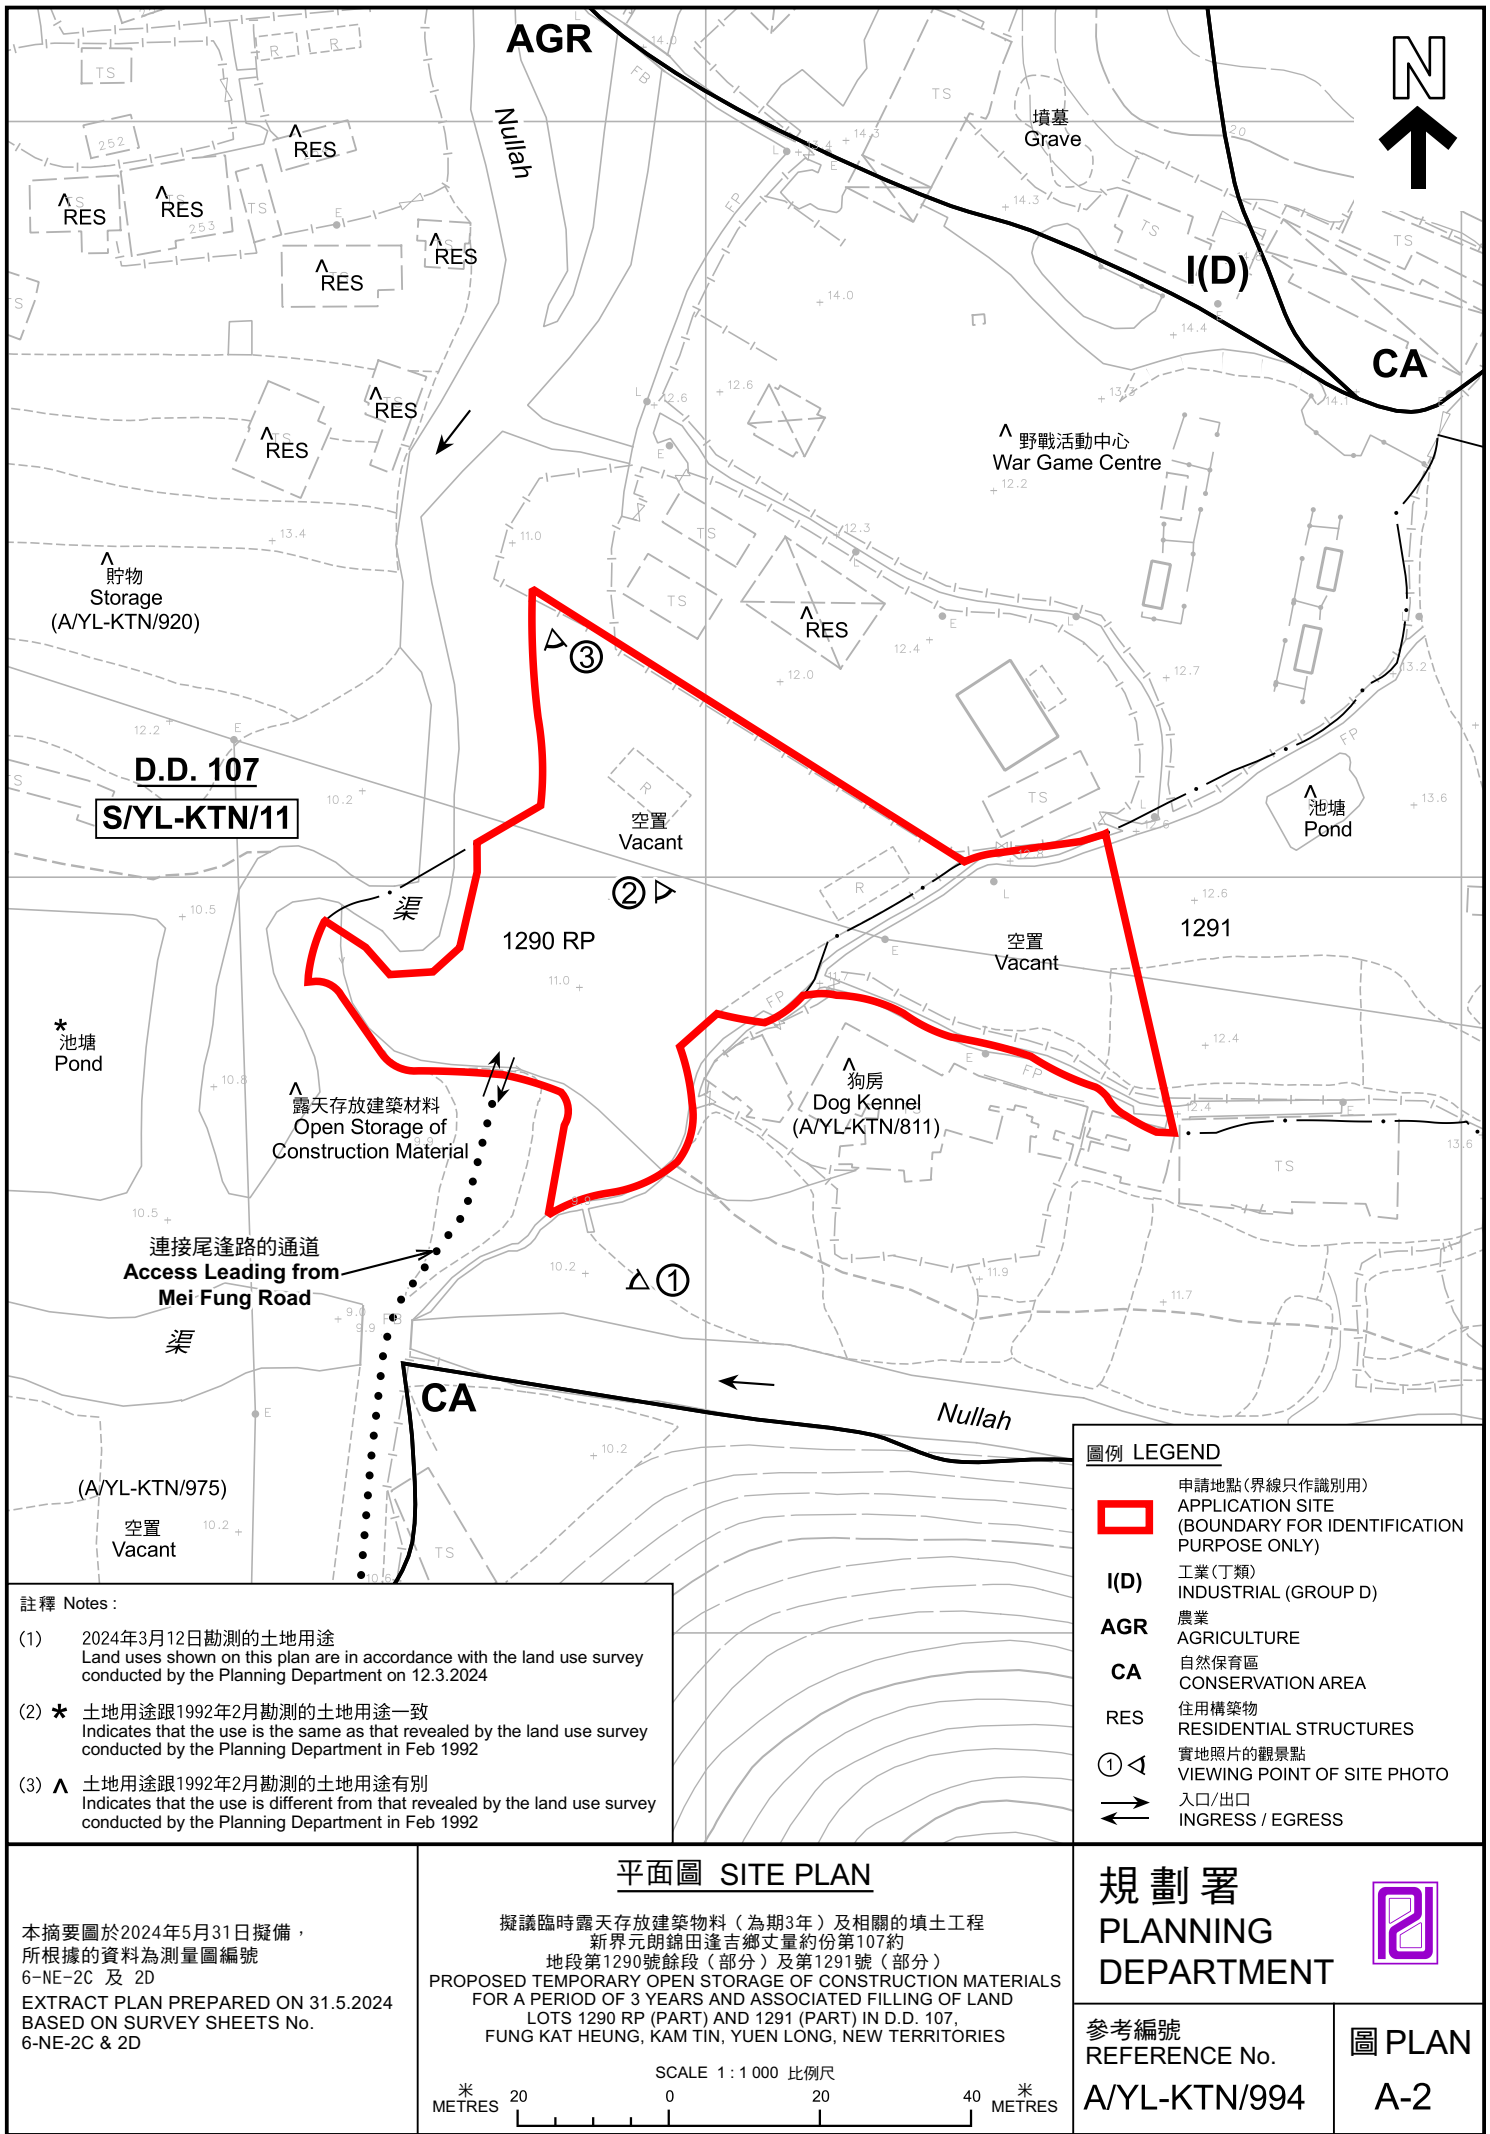 AGR
N
Nullah
墳墓
Grave
^
RES
^
RES
^
RES
^
RES
^
RES
I(D)
CA
^
RES
^
RES
^ 野戰活動中心
War Game Centre
^
貯物
Storage
(A/YL-KTN/920)
^
RES
③
D.D. 107
S/YL-KTN/11
空置
Vacant
^
池塘
Pond
②
渠
1290 RP
1291
空置
Vacant
*
池塘
Pond
^
露天存放建築材料
Open Storage of
Construction Material
^
狗房
Dog Kennel
(A/YL-KTN/811)
連接尾逢路的通道
Access Leading from
Mei Fung Road
①
渠
CA
Nullah
(A/YL-KTN/975)
空置
Vacant
圖例 LEGEND
申請地點(界線只作識別用)
APPLICATION SITE
(BOUNDARY FOR IDENTIFICATION
PURPOSE ONLY)
I(D)
工業(丁類)
INDUSTRIAL (GROUP D)
AGR
農業
AGRICULTURE
CA
自然保育區
CONSERVATION AREA
RES
住用構築物
RESIDENTIAL STRUCTURES
①
實地照片的觀景點
VIEWING POINT OF SITE PHOTO
入口/出口
INGRESS / EGRESS
註釋 Notes :
(1) 2024年3月12日勘測的土地用途
Land uses shown on this plan are in accordance with the land use survey
conducted by the Planning Department on 12.3.2024
(2) * 土地用途跟1992年2月勘測的土地用途一致
Indicates that the use is the same as that revealed by the land use survey
conducted by the Planning Department in Feb 1992
(3) ^ 土地用途跟1992年2月勘測的土地用途有別
Indicates that the use is different from that revealed by the land use survey
conducted by the Planning Department in Feb 1992
本摘要圖於2024年5月31日擬備，
所根據的資料為測量圖編號
6-NE-2C 及 2D
EXTRACT PLAN PREPARED ON 31.5.2024
BASED ON SURVEY SHEETS No.
6-NE-2C & 2D
平面圖 SITE PLAN
擬議臨時露天存放建築物料（為期3年）及相關的填土工程
新界元朗錦田逢吉鄉丈量約份第107約
地段第1290號餘段（部分）及第1291號（部分）
PROPOSED TEMPORARY OPEN STORAGE OF CONSTRUCTION MATERIALS
FOR A PERIOD OF 3 YEARS AND ASSOCIATED FILLING OF LAND
LOTS 1290 RP (PART) AND 1291 (PART) IN D.D. 107,
FUNG KAT HEUNG, KAM TIN, YUEN LONG, NEW TERRITORIES
SCALE 1 : 1 000 比例尺
米
METRES 20 0 20 40 米
METRES
規劃署
PLANNING
DEPARTMENT
參考編號
REFERENCE No.
A/YL-KTN/994
圖 PLAN
A-2